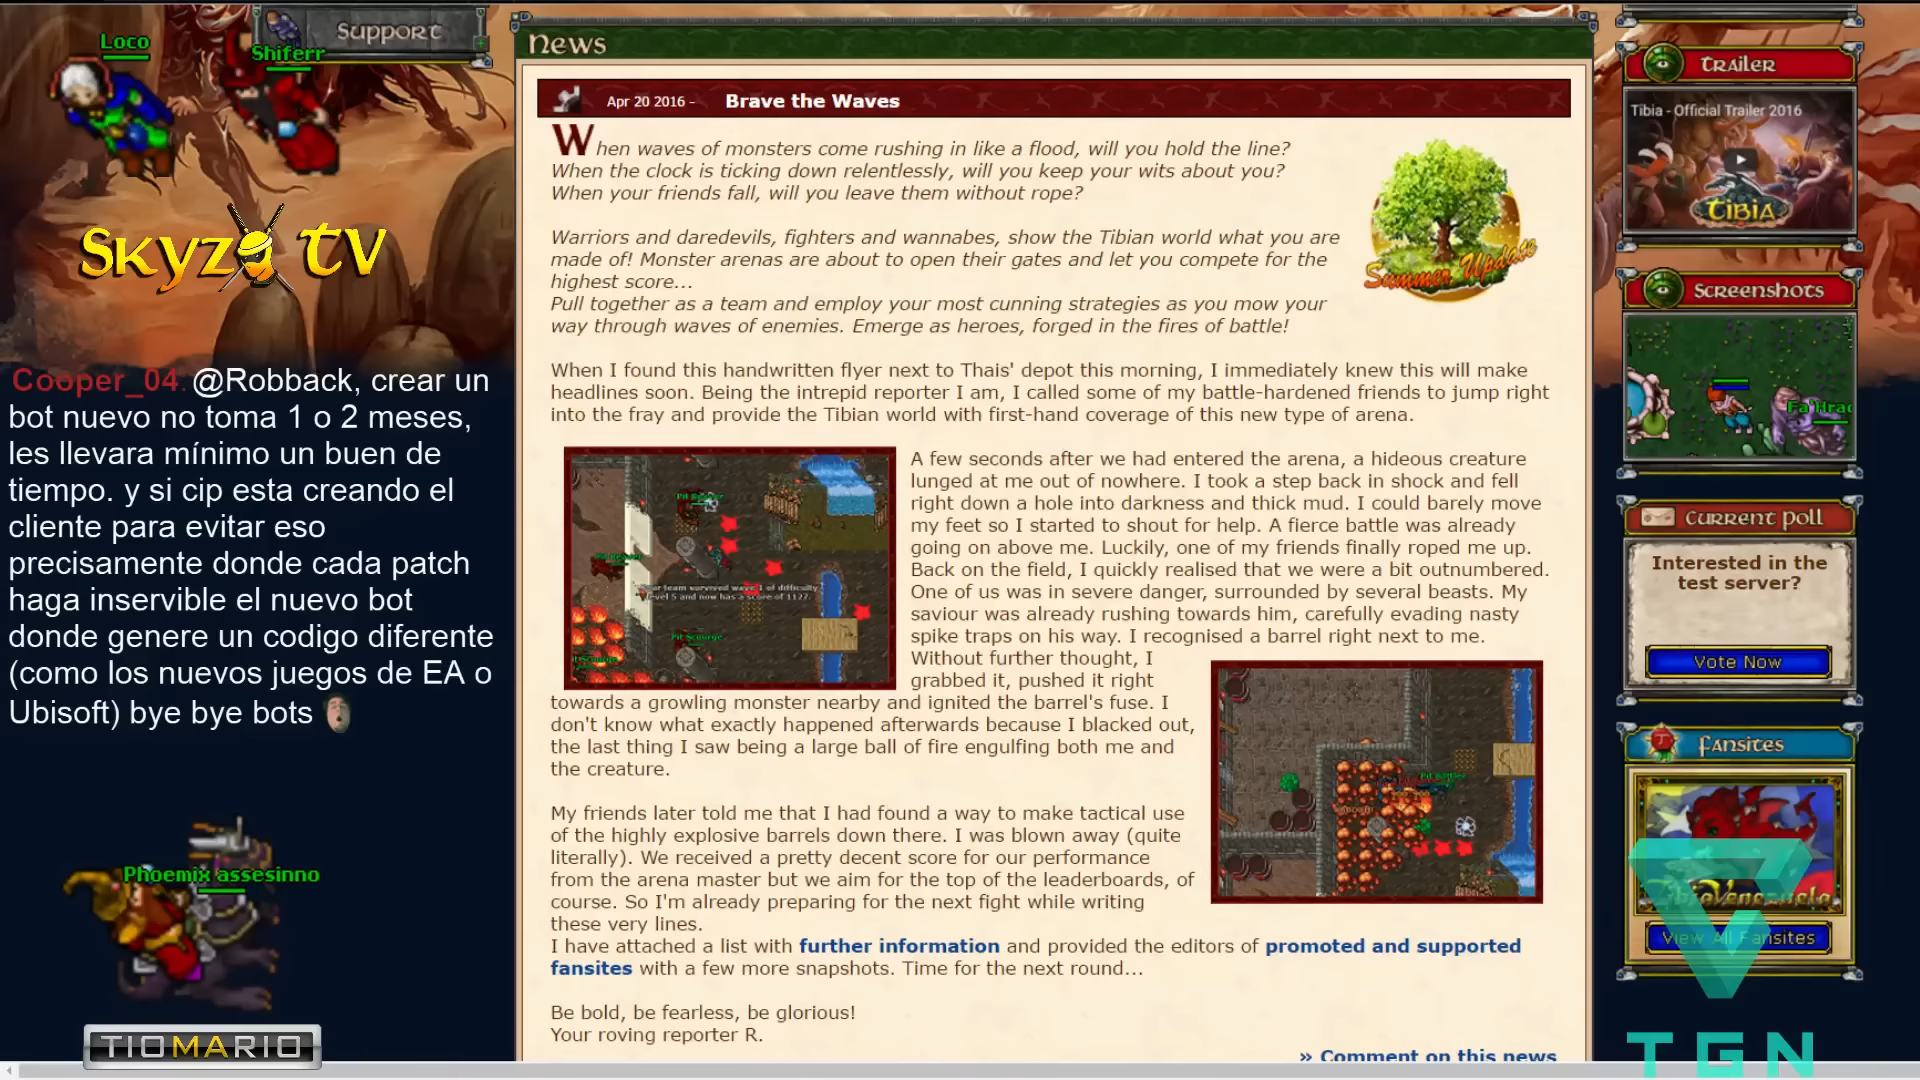 Loco
Shiferr
Support
Skyzo TV
Cooper_04: @Robback, crear un
bot nuevo no toma 1 o 2 meses,
les llevara mínimo un buen de
tiempo. y si cip esta creando el
cliente para evitar eso
precisamente donde cada patch
haga inservible el nuevo bot
donde genere un codigo diferente
(como los nuevos juegos de EA o
Ubisoft) bye bye bots
Phoemix assesinno
TIOMARIO
News
Apr 20 2016 - Brave the Waves
When waves of monsters come rushing in like a flood, will you hold the line?
When the clock is ticking down relentlessly, will you keep your wits about you?
When your friends fall, will you leave them without rope?
Warriors and daredevils, fighters and wannabes, show the Tibian world what you are
made of! Monster arenas are about to open their gates and let you compete for the
highest score...
Pull together as a team and employ your most cunning strategies as you mow your
way through waves of enemies. Emerge as heroes, forged in the fires of battle!
Summer Update
When I found this handwritten flyer next to Thais' depot this morning, I immediately knew this will make
headlines soon. Being the intrepid reporter I am, I called some of my battle-hardened friends to jump right
into the fray and provide the Tibian world with first-hand coverage of this new type of arena.
A few seconds after we had entered the arena, a hideous creature
lunged at me out of nowhere. I took a step back in shock and fell
right down a hole into darkness and thick mud. I could barely move
my feet so I started to shout for help. A fierce battle was already
going on above me. Luckily, one of my friends finally roped me up.
Back on the field, I quickly realised that we were a bit outnumbered.
One of us was in severe danger, surrounded by several beasts. My
saviour was already rushing towards him, carefully evading nasty
spike traps on his way. I recognised a barrel right next to me.
Without further thought, I
grabbed it, pushed it right
towards a growling monster nearby and ignited the barrel's fuse. I
don't know what exactly happened afterwards because I blacked out,
the last thing I saw being a large ball of fire engulfing both me and
the creature.
your team survived wave 1 of difficulty
level 5 and now has a score of 1127.
Pit Scourge
My friends later told me that I had found a way to make tactical use
of the highly explosive barrels down there. I was blown away (quite
literally). We received a pretty decent score for our performance
from the arena master but we aim for the top of the leaderboards, of
course. So I'm already preparing for the next fight while writing
these very lines.
I have attached a list with further information and provided the editors of promoted and supported
fansites with a few more snapshots. Time for the next round...
Pit Battler
Be bold, be fearless, be glorious!
Your roving reporter R.
» Comment on this news
Trailer
Tibia - Official Trailer 2016
TIBIA
Screenshots
Fa'Hrad
Current Poll
Interested in the
test server?
Vote Now
Fansites
TibiaVenezuela
View All Fansites
TGN